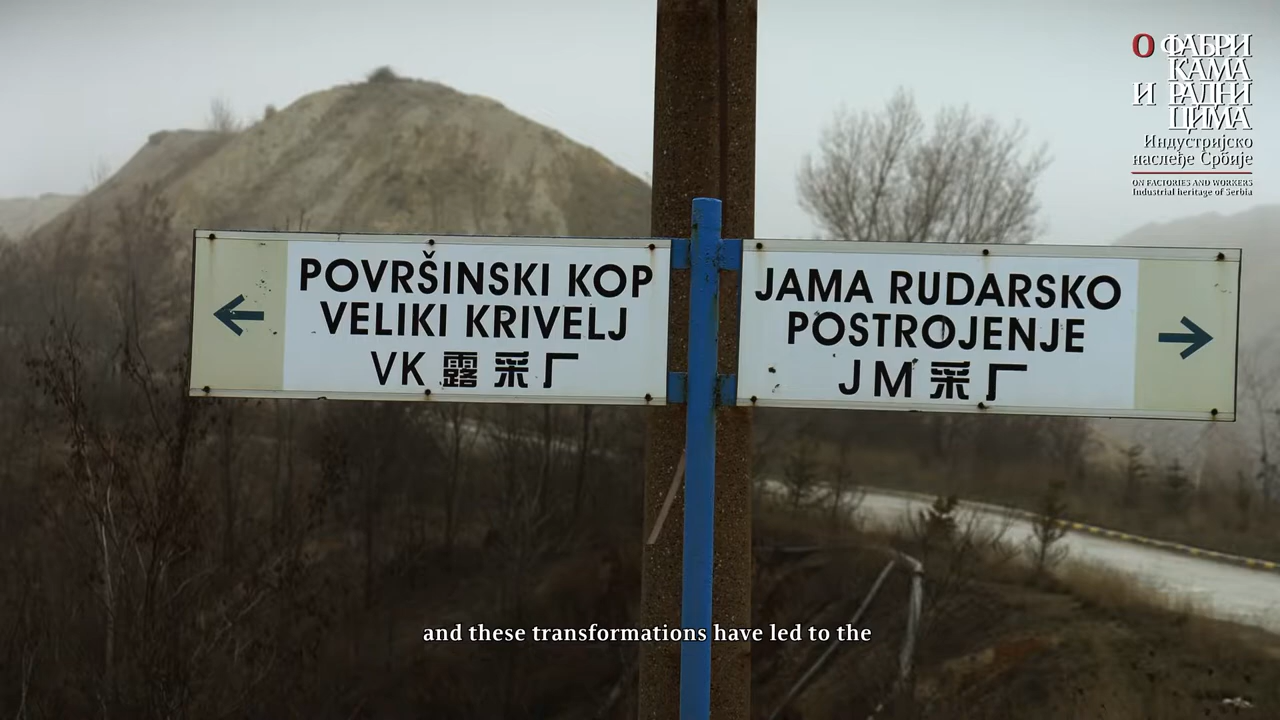 О ФАБРИ
КАМА
И РАДНИ
ЦИМА
Индустријско
наслеђе Србије
ON FACTORIES AND WORKERS
Industrial heritage of Serbia
POVRŠINSKI KOP
VELIKI KRIVELJ
VK 露采厂
JAMA RUDARSKO
POSTROJENJE
JM 采厂
and these transformations have led to the